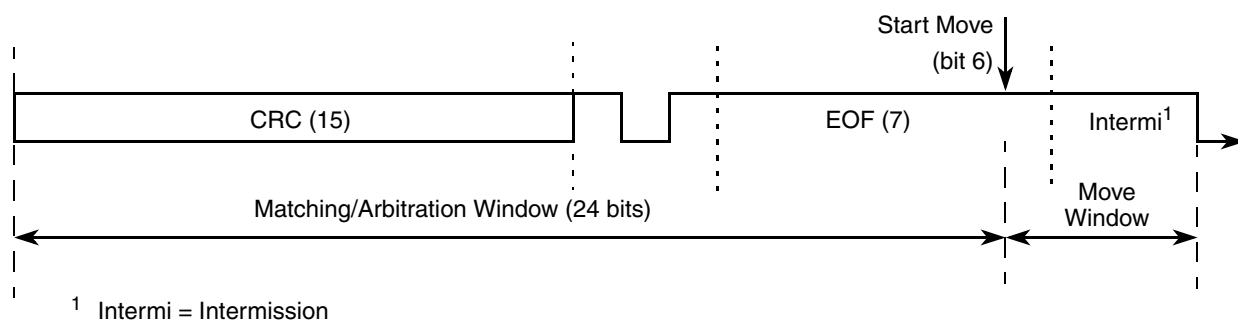 Start Move
(bit 6)
CRC (15)
EOF (7)
Intermi¹
Matching/Arbitration Window (24 bits)
Move
Window
¹ Intermi = Intermission